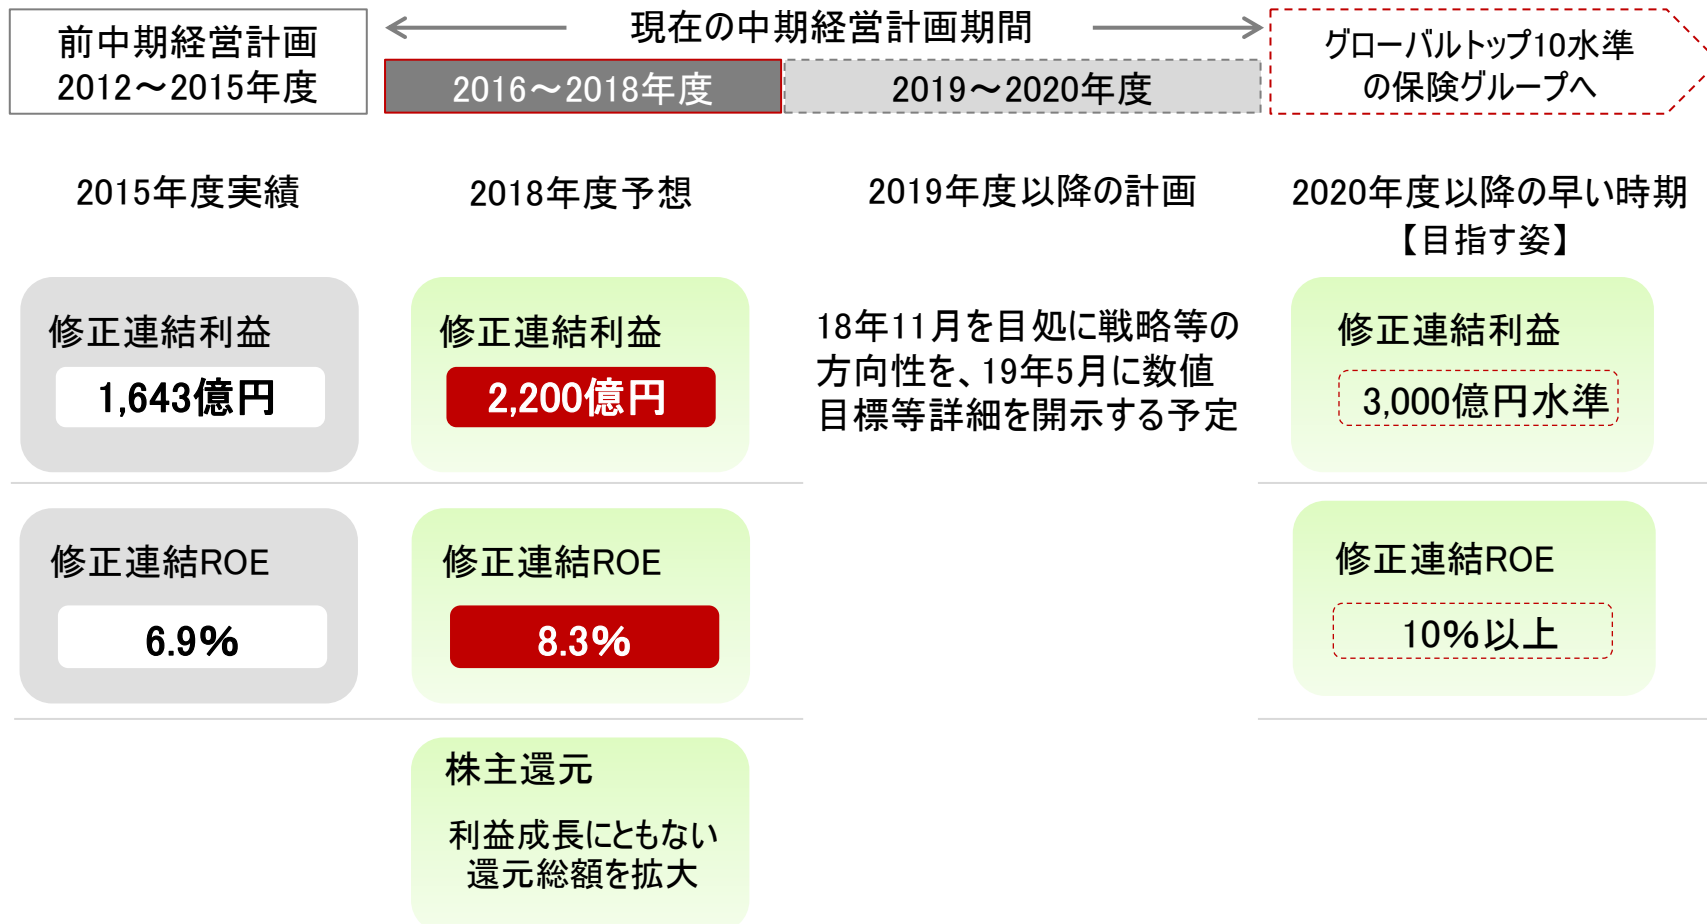 前中期経営計画
2012～2015年度
現在の中期経営計画期間
2016～2018年度
2019～2020年度
グローバルトップ10水準
の保険グループへ
2015年度実績
2018年度予想
2019年度以降の計画
2020年度以降の早い時期
【目指す姿】
修正連結利益
1,643億円
修正連結利益
2,200億円
18年11月を目処に戦略等の
方向性を、19年5月に数値
目標等詳細を開示する予定
修正連結利益
3,000億円水準
修正連結ROE
6.9%
修正連結ROE
8.3%
修正連結ROE
10%以上
株主還元
利益成長にともない
還元総額を拡大